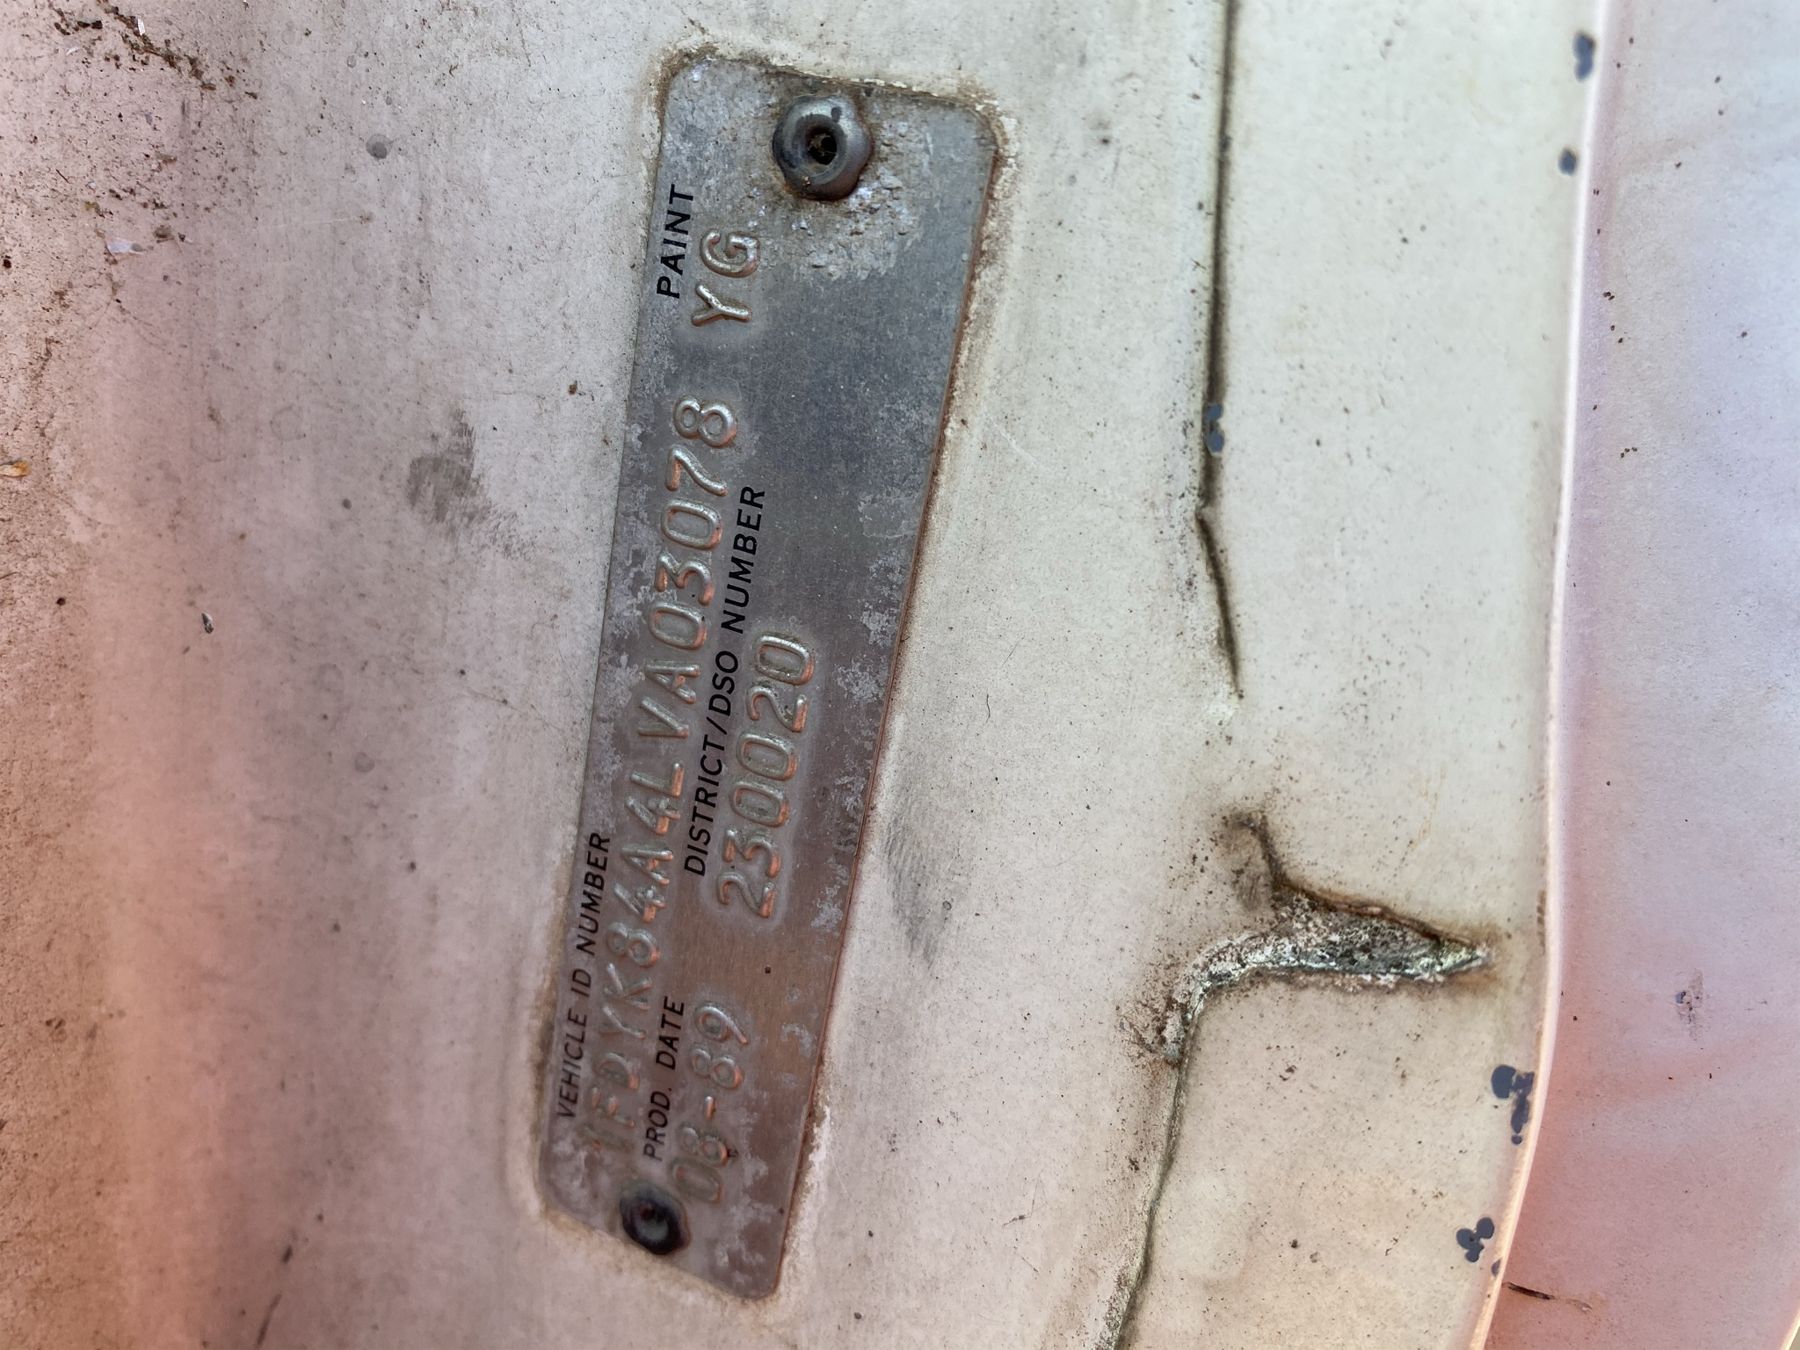 VEHICLE ID NUMBER PAINT
1FDYK84A4LVA03078 YG
PROD. DATE DISTRICT/DSO NUMBER
08-89 230020